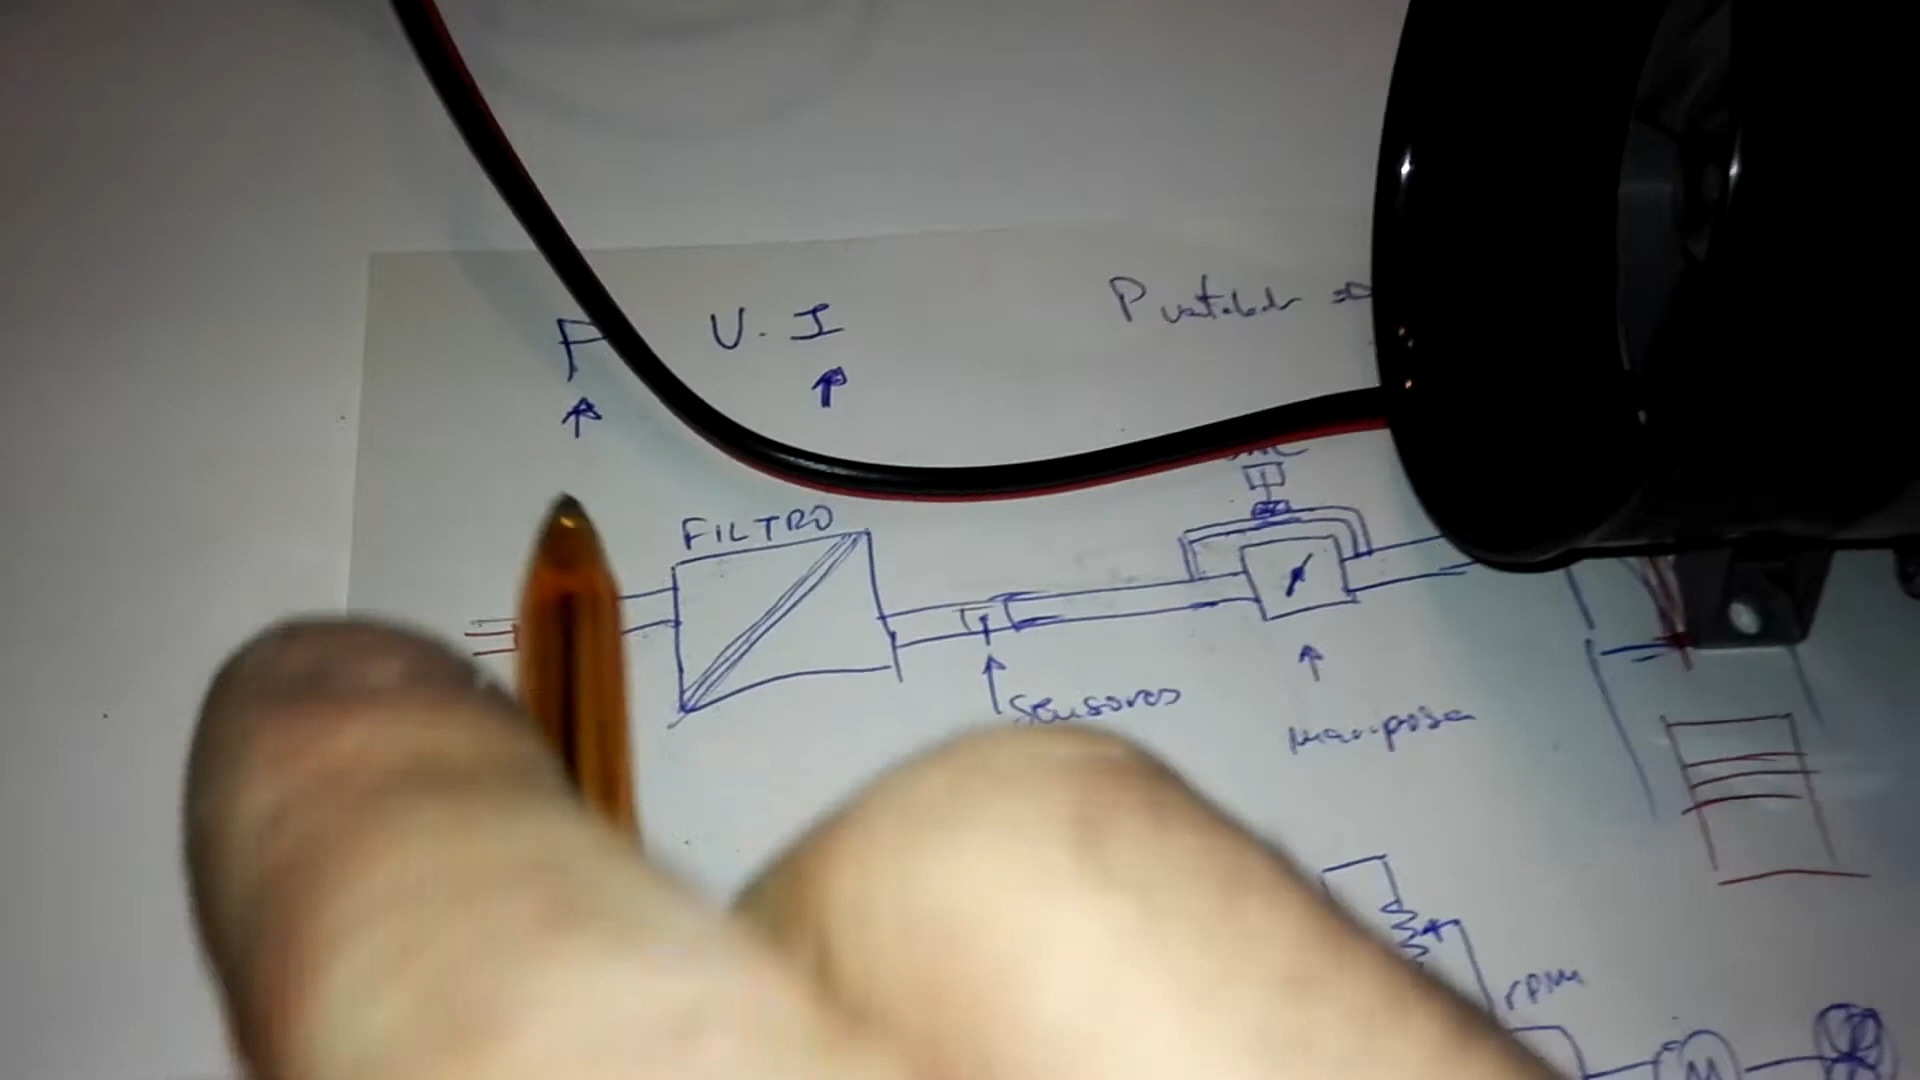 P U. I
FILTRO
Sensores
mariposa
rpm
M